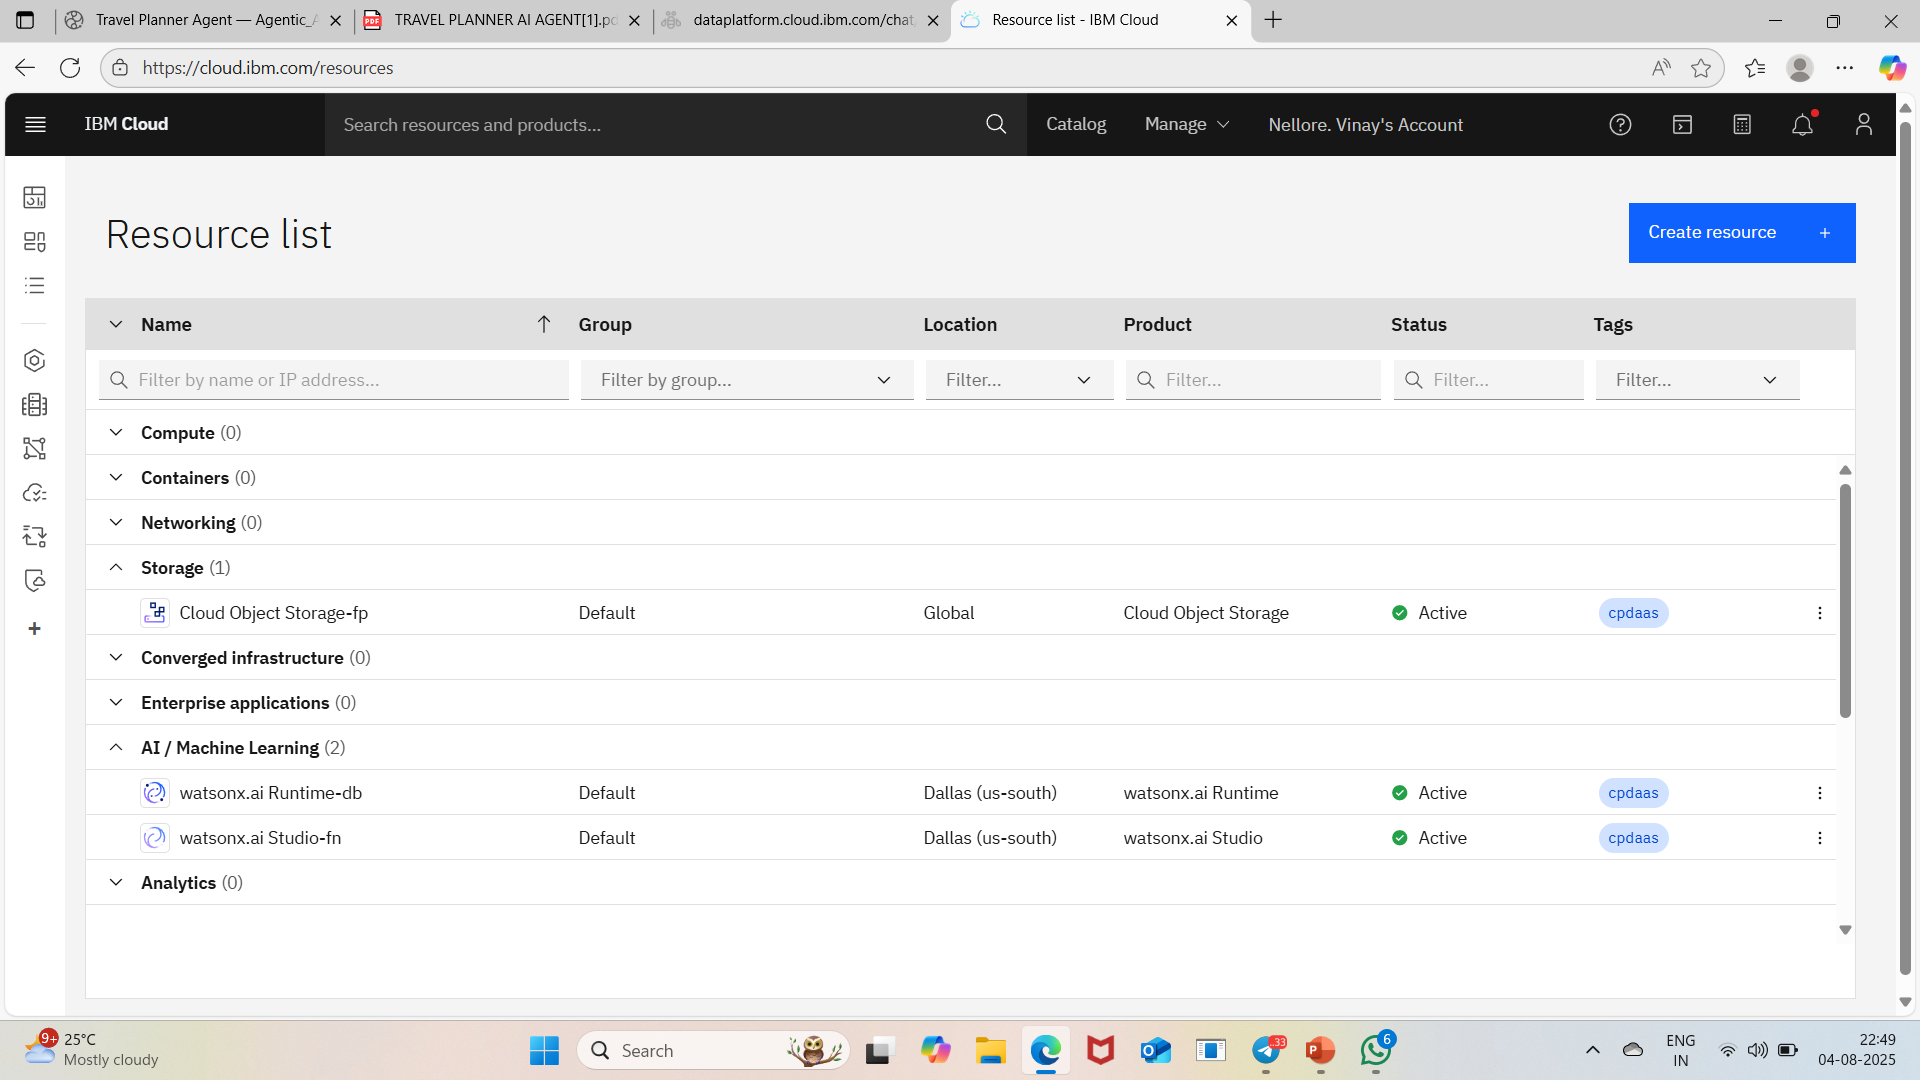 Travel Planner Agent — Agentic_A
TRAVEL PLANNER AI AGENT[1].pd
dataplatform.cloud.ibm.com/chat
Resource list - IBM Cloud
https://cloud.ibm.com/resources
IBM Cloud
Search resources and products...
Catalog
Manage
Nellore. Vinay's Account
Resource list
Create resource +
Name Group Location Product Status Tags
Filter by name or IP address... Filter by group... Filter... Filter... Filter... Filter...
Compute (0)
Containers (0)
Networking (0)
Storage (1)
Cloud Object Storage-fp Default Global Cloud Object Storage Active cpdaas
Converged infrastructure (0)
Enterprise applications (0)
AI / Machine Learning (2)
watsonx.ai Runtime-db Default Dallas (us-south) watsonx.ai Runtime Active cpdaas
watsonx.ai Studio-fn Default Dallas (us-south) watsonx.ai Studio Active cpdaas
Analytics (0)
9+
25°C
Mostly cloudy
Search
.33
6
ENG
IN
22:49
04-08-2025